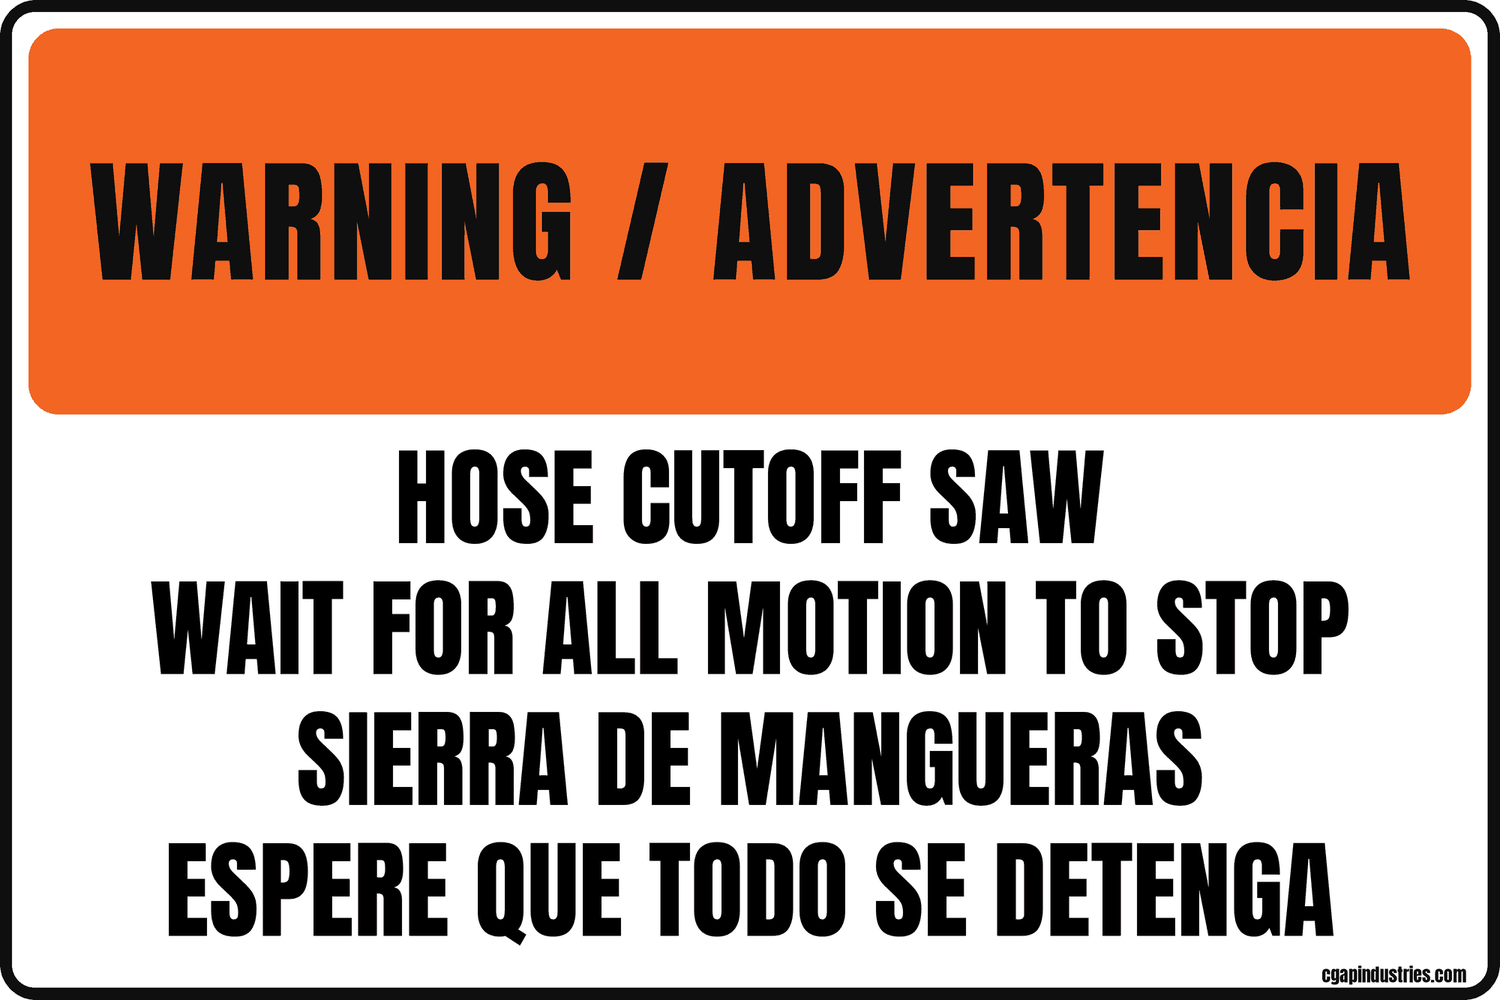 WARNING / ADVERTENCIA
HOSE CUTOFF SAW
WAIT FOR ALL MOTION TO STOP
SIERRA DE MANGUERAS
ESPERE QUE TODO SE DETENGA
cgapindustries.com